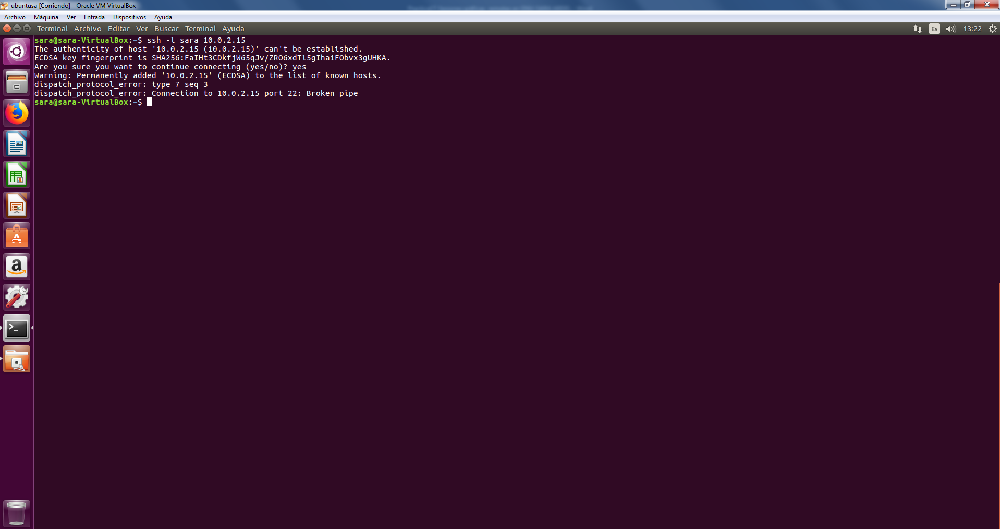 ubuntusa [Corriendo] - Oracle VM VirtualBox
Archivo Máquina Ver Entrada Dispositivos Ayuda
Terminal Archivo Editar Ver Buscar Terminal Ayuda Es 13:22
sara@sara-VirtualBox:~$ ssh -l sara 10.0.2.15
The authenticity of host '10.0.2.15 (10.0.2.15)' can't be established.
ECDSA key fingerprint is SHA256:FaIHt3CDkfjW65qJv/ZRO6xdTl5gIha1FObvx3gUHKA.
Are you sure you want to continue connecting (yes/no)? yes
Warning: Permanently added '10.0.2.15' (ECDSA) to the list of known hosts.
dispatch_protocol_error: type 7 seq 3
dispatch_protocol_error: Connection to 10.0.2.15 port 22: Broken pipe
sara@sara-VirtualBox:~$